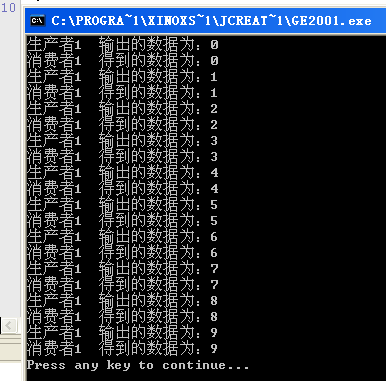 10
C:\PROGRA~1\XINOXS~1\JCREAT~1\GE2001.exe
生产者1 输出的数据为：0
消费者1 得到的数据为：0
生产者1 输出的数据为：1
消费者1 得到的数据为：1
生产者1 输出的数据为：2
消费者1 得到的数据为：2
生产者1 输出的数据为：3
消费者1 得到的数据为：3
生产者1 输出的数据为：4
消费者1 得到的数据为：4
生产者1 输出的数据为：5
消费者1 得到的数据为：5
生产者1 输出的数据为：6
消费者1 得到的数据为：6
生产者1 输出的数据为：7
消费者1 得到的数据为：7
生产者1 输出的数据为：8
消费者1 得到的数据为：8
生产者1 输出的数据为：9
消费者1 得到的数据为：9
Press any key to continue...